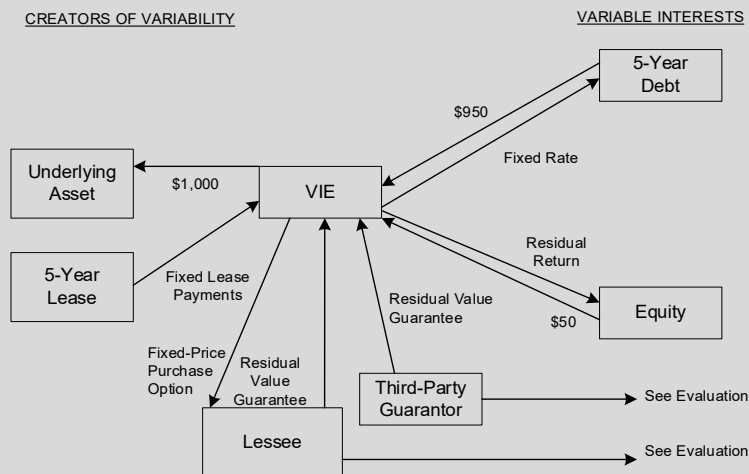 CREATORS OF VARIABILITY
VARIABLE INTERESTS
5-Year
Debt
$950
Fixed Rate
Underlying
Asset
$1,000
VIE
5-Year
Lease
Fixed Lease
Payments
Residual
Return
Residual Value
Guarantee
$50
Equity
Fixed-Price
Purchase
Option
Residual
Value
Guarantee
Third-Party
Guarantor
See Evaluation
Lessee
See Evaluation